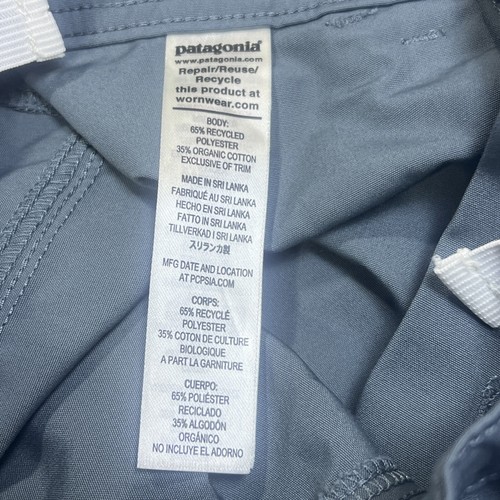 patagonia®
www.patagonia.com
Repair/Reuse/
Recycle
this product at
wornwear.com
BODY:
65% RECYCLED
POLYESTER
35% ORGANIC COTTON
EXCLUSIVE OF TRIM
MADE IN SRI LANKA
FABRIQUÉ AU SRI LANKA
HECHO EN SRI LANKA
FATTO IN SRI LANKA
TILLVERKAD I SRI LANKA
スリランカ製
MFG DATE AND LOCATION
AT PCPSIA.COM
CORPS:
65% RECYCLÉ
POLYESTER
35% COTON DE CULTURE
BIOLOGIQUE
A PART LA GARNITURE
CUERPO:
65% POLIÉSTER
RECICLADO
35% ALGODÓN
ORGÁNICO
NO INCLUYE EL ADORNO